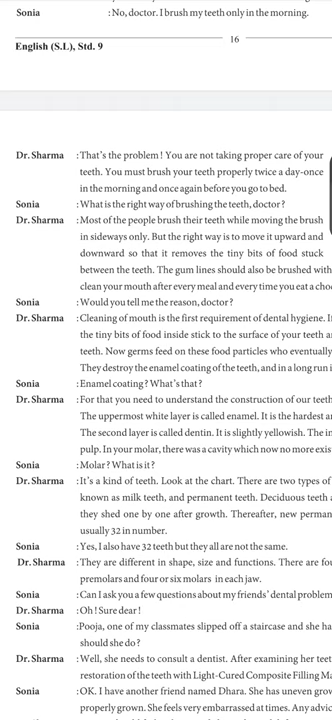 Sonia : No, doctor. I brush my teeth only in the morning.
16
English (S.L), Std. 9
Dr. Sharma : That's the problem ! You are not taking proper care of your
teeth. You must brush your teeth properly twice a day-once
in the morning and once again before you go to bed.
Sonia : What is the right way of brushing the teeth, doctor ?
Dr. Sharma : Most of the people brush their teeth while moving the brush
in sideways only. But the right way is to move it upward and
downward so that it removes the tiny bits of food stuck
between the teeth. The gum lines should also be brushed with
clean your mouth after every meal and every time you eat a
Sonia : Would you tell me the reason, doctor ?
Dr. Sharma : Cleaning of mouth is the first requirement of dental hygiene.
the tiny bits of food inside stick to the surface of your teeth
teeth. Now germs feed on these food particles who eventually
They destroy the enamel coating of the teeth, and in a long run
Sonia : Enamel coating ? What's that ?
Dr. Sharma : For that you need to understand the construction of our teeth
The uppermost white layer is called enamel. It is the hardest
The second layer is called dentin. It is slightly yellowish. The
pulp. In your molar, there was a cavity which now no more
Sonia : Molar ? What is it ?
Dr. Sharma : It's a kind of teeth. Look at the chart. There are two types of
known as milk teeth, and permanent teeth. Deciduous teeth
they shed one by one after growth. Thereafter, new
usually 32 in number.
Sonia : Yes, I also have 32 teeth but they all are not the same.
Dr. Sharma : They are different in shape, size and functions. There are
premolars and four or six molars in each jaw.
Sonia : Can I ask you a few questions about my friends' dental
Dr. Sharma : Oh ! Sure dear !
Sonia : Pooja, one of my classmates slipped off a staircase and she
should she do ?
Dr. Sharma : Well, she needs to consult a dentist. After examining her
restoration of the teeth with Light-Cured Composite Filling
Sonia : OK. I have another friend named Dhara. She has uneven
properly grown. She feels very embarrassed at times. Any